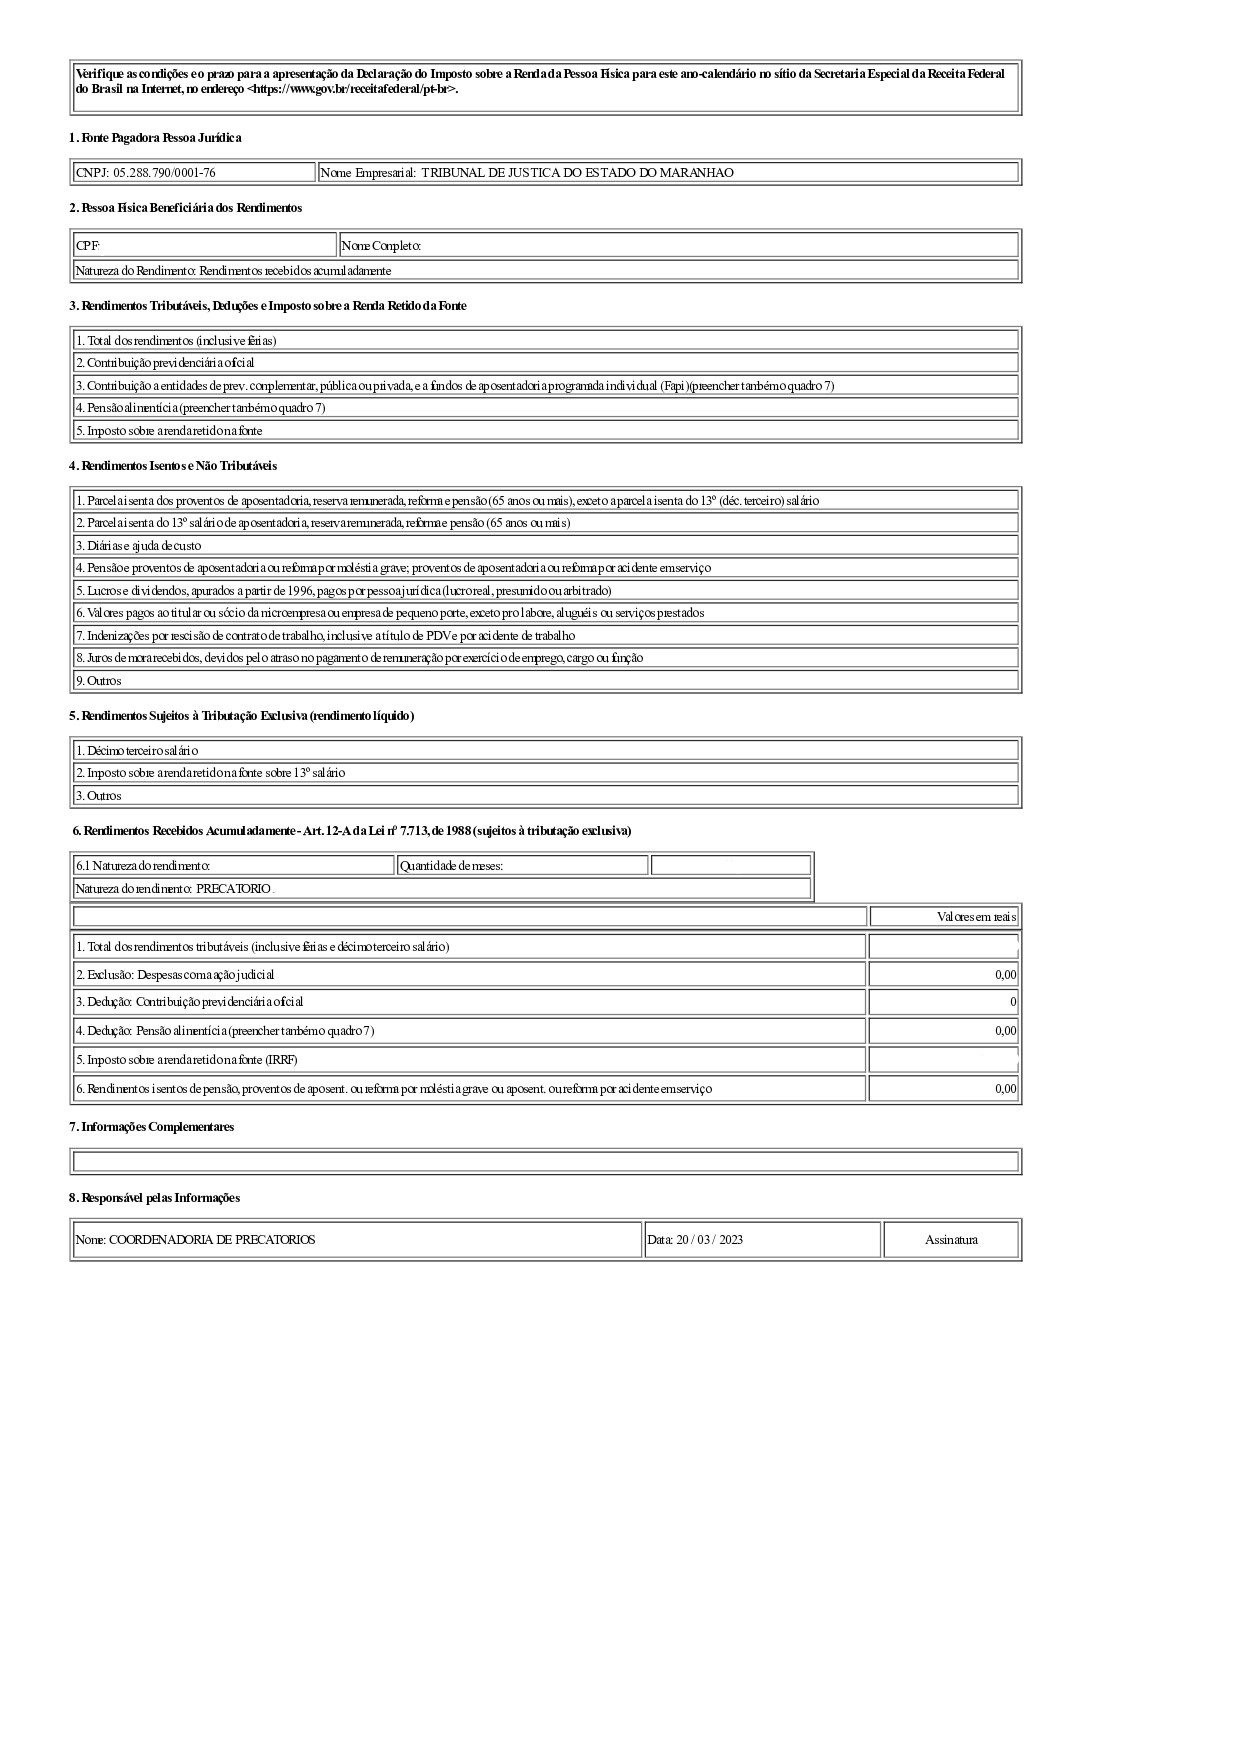 Verifique as condições e o prazo para a apresentação da Declaração do Imposto sobre a Renda da Pessoa Física para este ano-calendário no sítio da Secretaria Especial da Receita Federal
do Brasil na Internet, no endereço <https://www.gov.br/receitafederal/pt-br>.
1. Fonte Pagadora Pessoa Jurídica
CNPJ: 05.288.790/0001-76 Nome Empresarial: TRIBUNAL DE JUSTICA DO ESTADO DO MARANHAO
2. Pessoa Física Beneficiária dos Rendimentos
CPF: Nome Completo:
Natureza do Rendimento: Rendimentos recebidos acumuladamente
3. Rendimentos Tributáveis, Deduções e Imposto sobre a Renda Retido da Fonte
1. Total dos rendimentos (inclusive férias)
2. Contribuição previdenciária oficial
3. Contribuição a entidades de prev. complementar, pública ou privada, e a fundos de aposentadoria programada individual (Fapi)(preencher também o quadro 7)
4. Pensão alimentícia (preencher também o quadro 7)
5. Imposto sobre a renda retido na fonte
4. Rendimentos Isentos e Não Tributáveis
1. Parcela isenta dos proventos de aposentadoria, reserva remunerada, reforma e pensão (65 anos ou mais), exceto a parcela isenta do 13º (déc. terceiro) salário
2. Parcela isenta do 13º salário de aposentadoria, reserva remunerada, reforma e pensão (65 anos ou mais)
3. Diárias e ajuda de custo
4. Pensão e proventos de aposentadoria ou reforma por moléstia grave; proventos de aposentadoria ou reforma por acidente em serviço
5. Lucros e dividendos, apurados a partir de 1996, pagos por pessoa jurídica (lucro real, presumido ou arbitrado)
6. Valores pagos ao titular ou sócio da microempresa ou empresa de pequeno porte, exceto pro labore, aluguéis ou serviços prestados
7. Indenizações por rescisão de contrato de trabalho, inclusive a título de PDV e por acidente de trabalho
8. Juros de mora recebidos, devidos pelo atraso no pagamento de remuneração por exercício de emprego, cargo ou função
9. Outros
5. Rendimentos Sujeitos à Tributação Exclusiva (rendimento líquido)
1. Décimo terceiro salário
2. Imposto sobre a renda retido na fonte sobre 13º salário
3. Outros
6. Rendimentos Recebidos Acumuladamente - Art. 12-A da Lei nº 7.713, de 1988 (sujeitos à tributação exclusiva)
6.1 Natureza do rendimento: Quantidade de meses:
Natureza do rendimento: PRECATORIO
Valores em reais
1. Total dos rendimentos tributáveis (inclusive férias e décimo terceiro salário)
2. Exclusão: Despesas com a ação judicial 0,00
3. Dedução: Contribuição previdenciária oficial 0
4. Dedução: Pensão alimentícia (preencher também o quadro 7) 0,00
5. Imposto sobre a renda retido na fonte (IRRF)
6. Rendimentos isentos de pensão, proventos de aposent. ou reforma por moléstia grave ou aposent. ou reforma por acidente em serviço 0,00
7. Informações Complementares
8. Responsável pelas Informações
Nome: COORDENADORIA DE PRECATORIOS Data: 20 / 03 / 2023 Assinatura